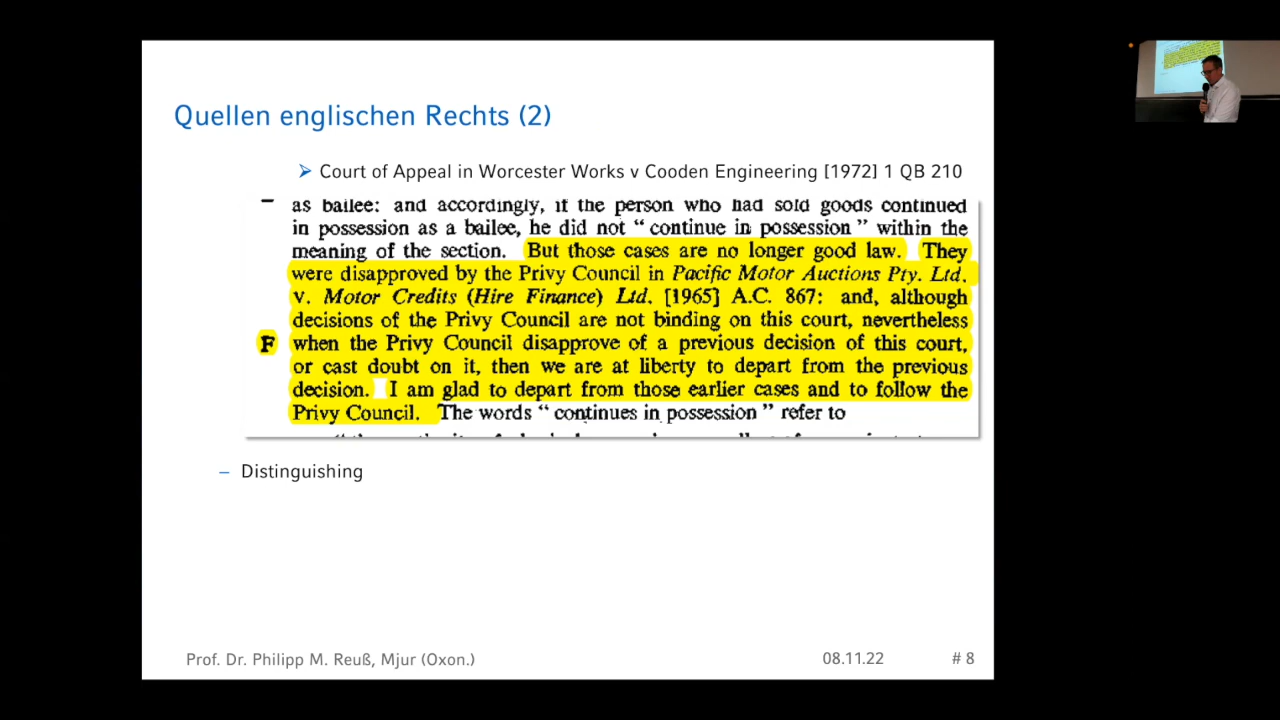 Quellen englischen Rechts (2)
➢ Court of Appeal in Worcester Works v Cooden Engineering [1972] 1 QB 210
as bailee: and accordingly, if the person who had sold goods continued
in possession as a bailee, he did not “ continue in possession ” within the
meaning of the section. But those cases are no longer good law. They
were disapproved by the Privy Council in Pacific Motor Auctions Pty. Ltd.
v. Motor Credits (Hire Finance) Ltd. [1965] A.C. 867: and, although
decisions of the Privy Council are not binding on this court, nevertheless
F when the Privy Council disapprove of a previous decision of this court,
or cast doubt on it, then we are at liberty to depart from the previous
decision. I am glad to depart from those earlier cases and to follow the
Privy Council. The words “ continues in possession ” refer to
– Distinguishing
Prof. Dr. Philipp M. Reuß, Mjur (Oxon.) 08.11.22 # 8